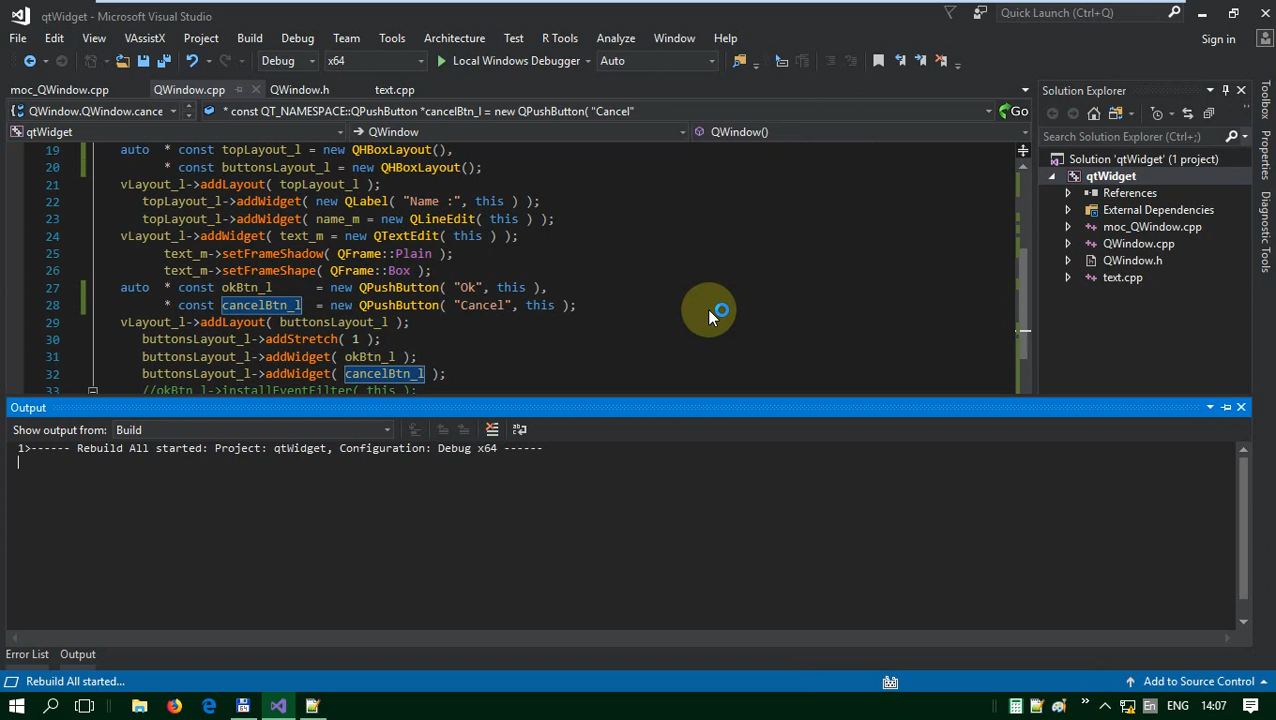 qtWidget - Microsoft Visual Studio
Quick Launch (Ctrl+Q)
File Edit View VAssistX Project Build Debug Team Tools Architecture Test R Tools Analyze Window Help
Sign in
Debug x64 Local Windows Debugger Auto
moc_QWindow.cpp QWindow.cpp QWindow.h text.cpp
QWindow.QWindow.cance * const QT_NAMESPACE::QPushButton *cancelBtn_l = new QPushButton( "Cancel" Go
qtWidget QWindow QWindow()
19 auto * const topLayout_l = new QHBoxLayout(),
20 * const buttonsLayout_l = new QHBoxLayout();
21 vLayout_l->addLayout( topLayout_l );
22 topLayout_l->addWidget( new QLabel( "Name :", this ) );
23 topLayout_l->addWidget( name_m = new QLineEdit( this ) );
24 vLayout_l->addWidget( text_m = new QTextEdit( this ) );
25 text_m->setFrameShadow( QFrame::Plain );
26 text_m->setFrameShape( QFrame::Box );
27 auto * const okBtn_l = new QPushButton( "Ok", this ),
28 * const cancelBtn_l = new QPushButton( "Cancel", this );
29 vLayout_l->addLayout( buttonsLayout_l );
30 buttonsLayout_l->addStretch( 1 );
31 buttonsLayout_l->addWidget( okBtn_l );
32 buttonsLayout_l->addWidget( cancelBtn_l );
33 //okBtn_l->installEventFilter( this );
Solution Explorer
Search Solution Explorer (Ctrl+;)
Solution 'qtWidget' (1 project)
qtWidget
References
External Dependencies
moc_QWindow.cpp
QWindow.cpp
QWindow.h
text.cpp
Toolbox
Properties
Diagnostic Tools
Output
Show output from: Build
1>------ Rebuild All started: Project: qtWidget, Configuration: Debug x64 ------
Error List Output
Rebuild All started...
Add to Source Control
En ENG 14:07